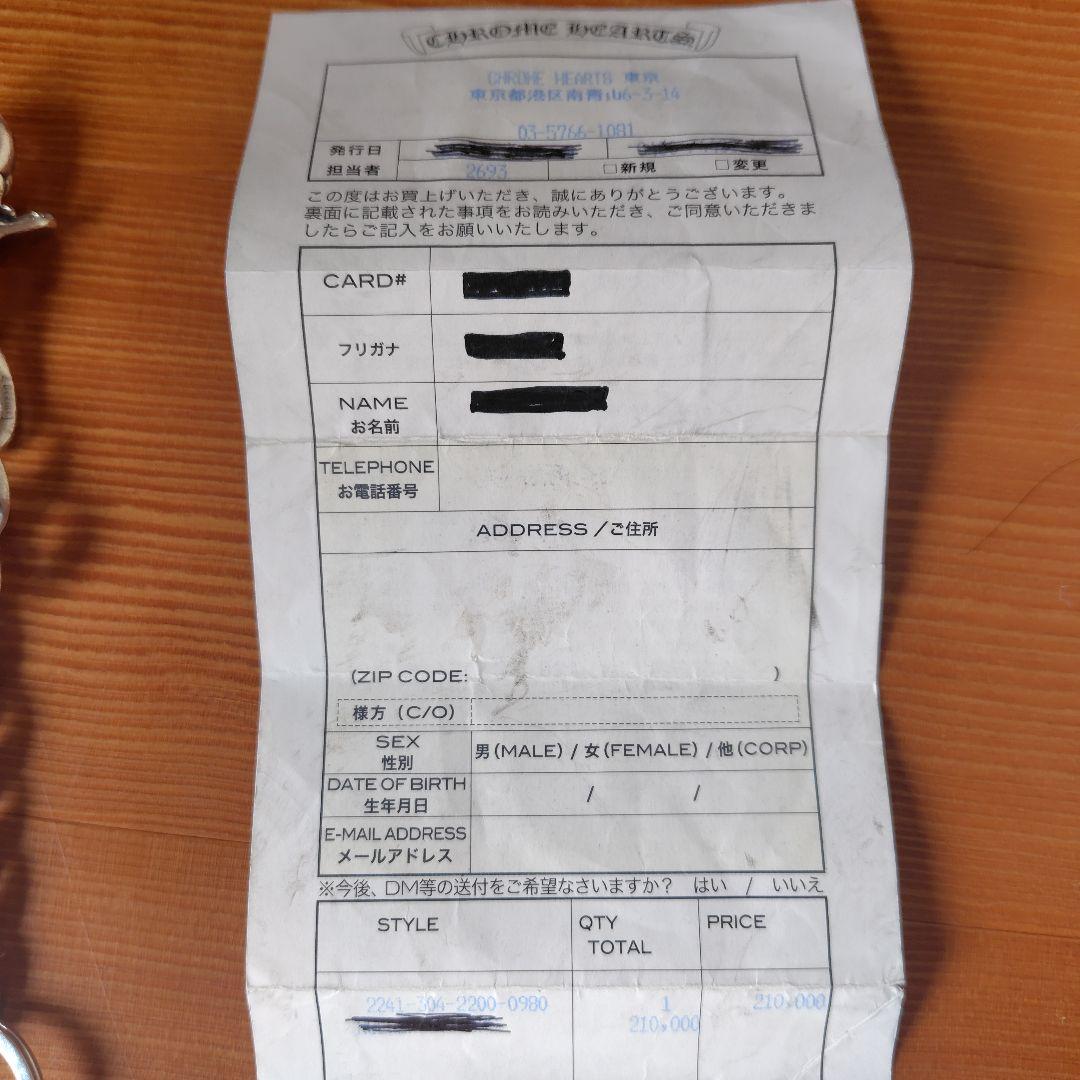 CHROME HEARTS
CHROME HEARTS 東京
東京都港区南青山6-3-14
03-5766-1081
発行日
担当者 2693 □新規 □変更
この度はお買上げいただき、誠にありがとうございます。
裏面に記載された事項をお読みいただき、ご同意いただきま
したらご記入をお願いいたします。
CARD#
フリガナ
NAME
お名前
TELEPHONE
お電話番号
ADDRESS /ご住所
(ZIP CODE: )
様方 (C/O)
SEX
性別
男(MALE) / 女(FEMALE) / 他(CORP)
DATE OF BIRTH
生年月日
/ /
E-MAIL ADDRESS
メールアドレス
※今後、DM等の送付をご希望なさいますか? はい / いいえ
STYLE QTY PRICE
TOTAL
2241-304-2200-0980 1 210,000
210,000